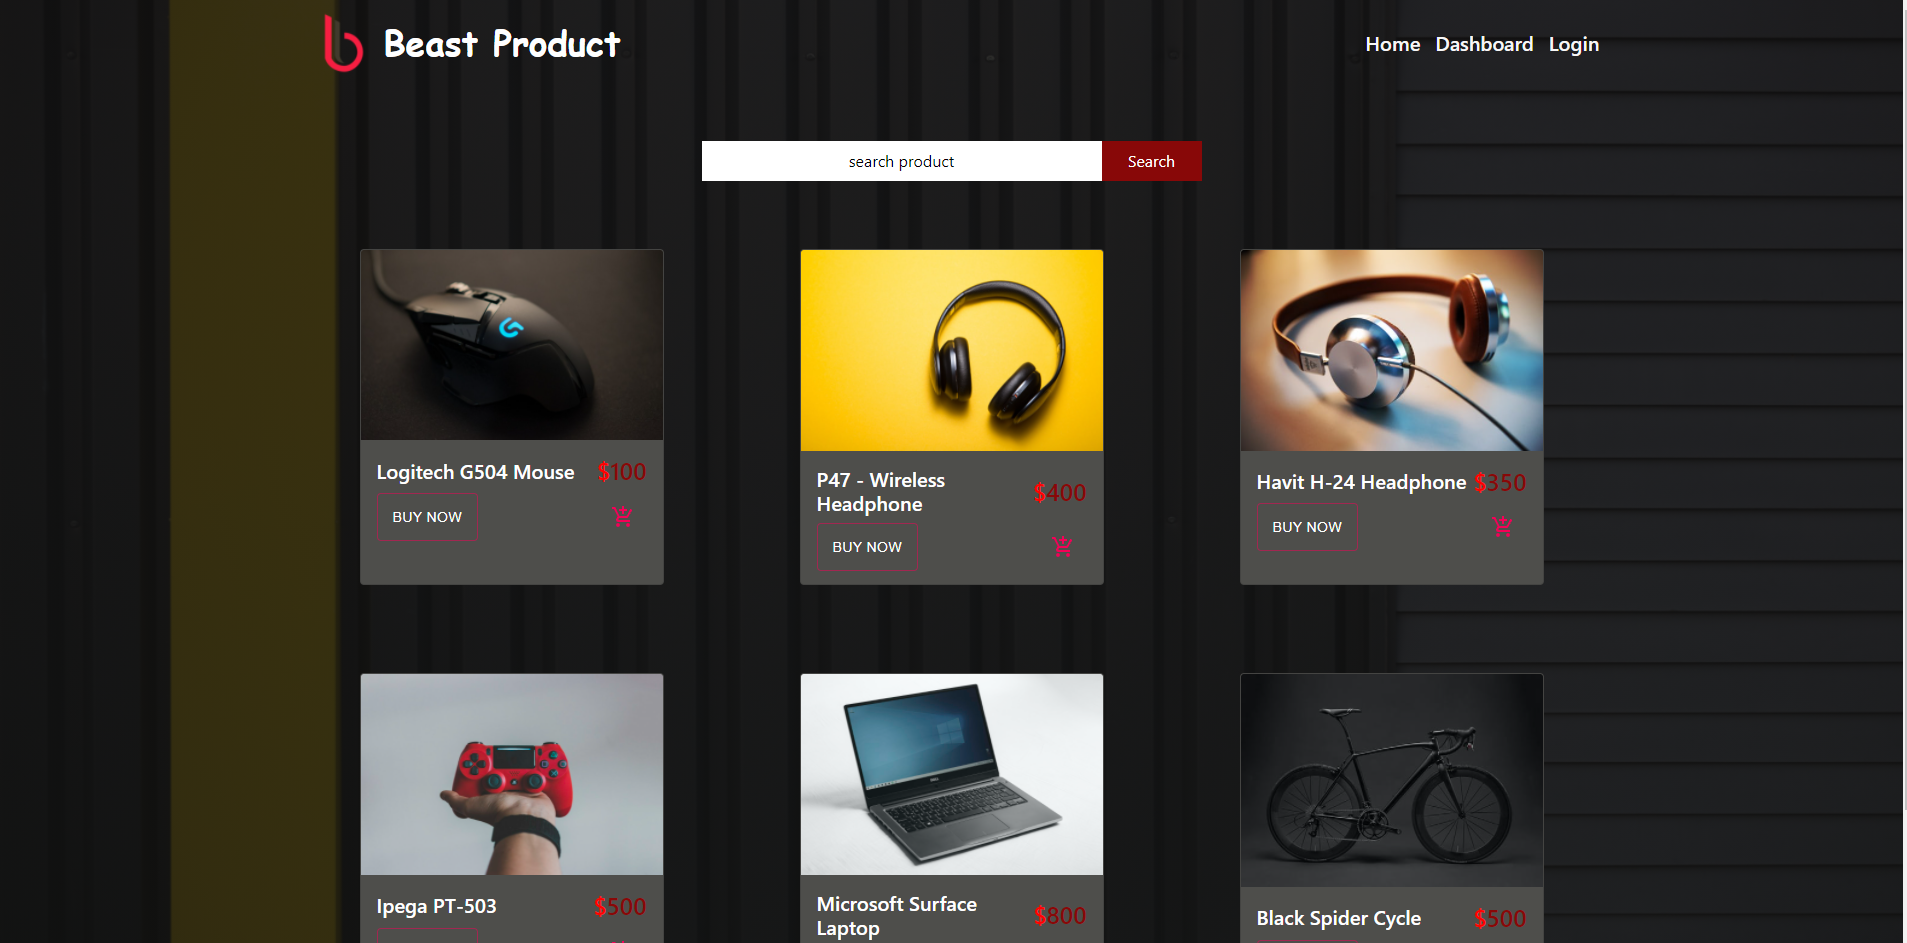 Beast Product
Home Dashboard Login
search product Search
Logitech G504 Mouse $100
BUY NOW
P47 - Wireless
Headphone
$400
BUY NOW
Havit H-24 Headphone $350
BUY NOW
Ipega PT-503 $500
Microsoft Surface
Laptop
$800
Black Spider Cycle $500